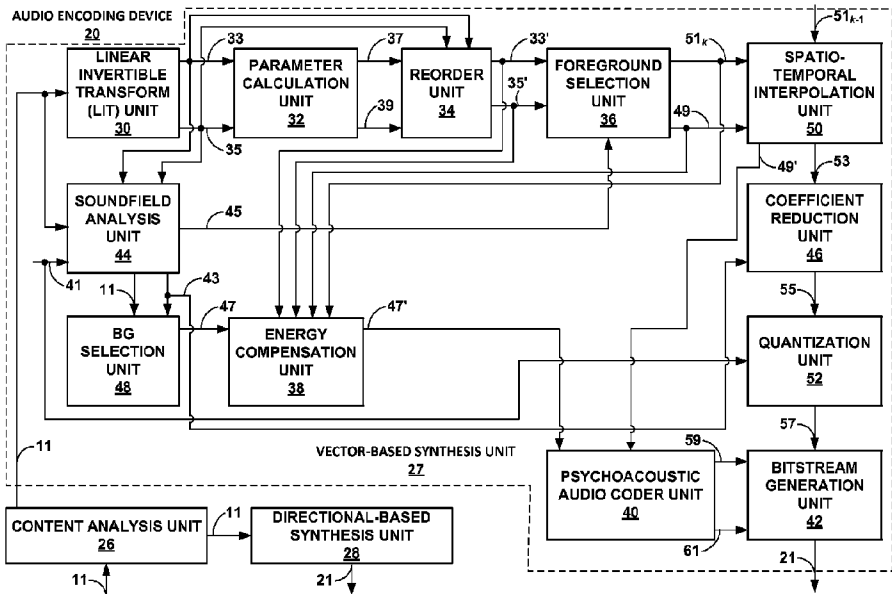 AUDIO ENCODING DEVICE
20
51k-1
33
37
33'
51k
LINEAR
INVERTIBLE
TRANSFORM
(LIT) UNIT
30
PARAMETER
CALCULATION
UNIT
32
REORDER
UNIT
34
FOREGROUND
SELECTION
UNIT
36
SPATIO-
TEMPORAL
INTERPOLATION
UNIT
50
35
39
35'
49
49'
53
SOUNDFIELD
ANALYSIS
UNIT
44
45
COEFFICIENT
REDUCTION
UNIT
46
41
11
43
55
BG
SELECTION
UNIT
48
47
ENERGY
COMPENSATION
UNIT
38
47'
QUANTIZATION
UNIT
52
57
11
VECTOR-BASED SYNTHESIS UNIT
27
PSYCHOACOUSTIC
AUDIO CODER UNIT
40
59
61
BITSTREAM
GENERATION
UNIT
42
CONTENT ANALYSIS
UNIT
26
11
DIRECTIONAL-BASED
SYNTHESIS UNIT
28
11
21
21